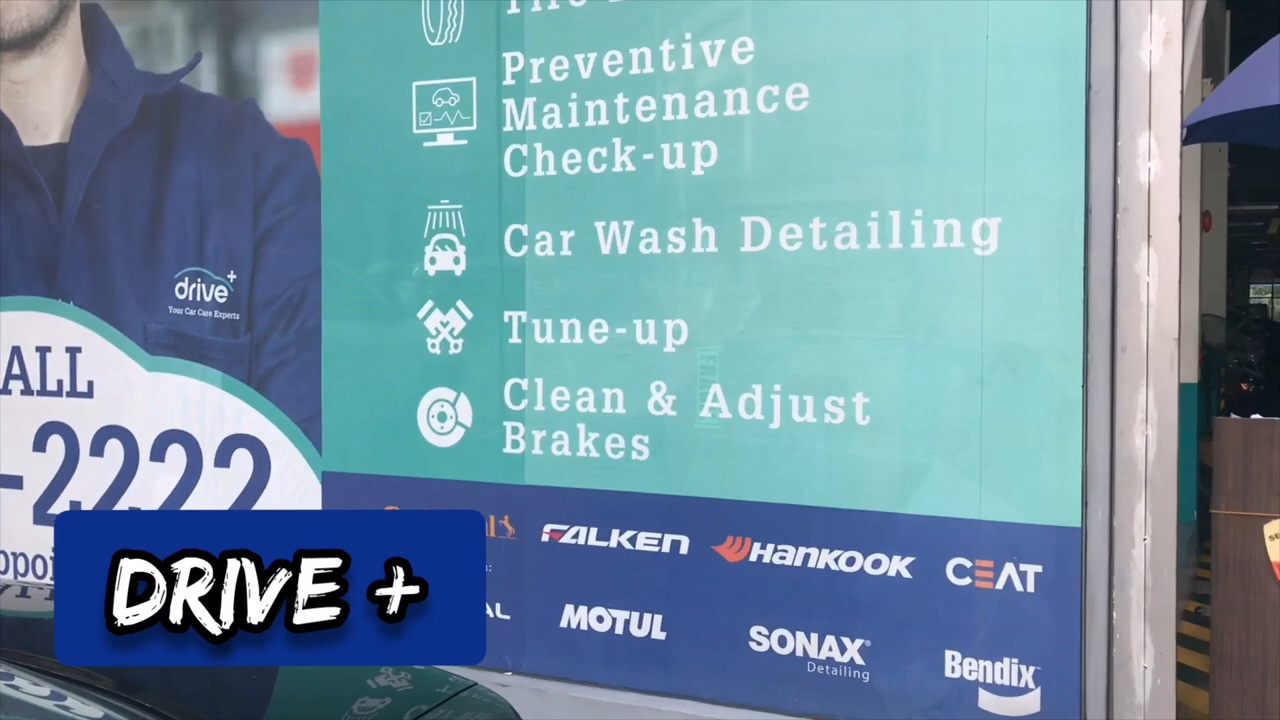 Preventive
Maintenance
Check-up
Car Wash Detailing
Tune-up
Clean & Adjust
Brakes
drive+
Your Car Care Experts
ALL
-2222
FALKEN
HANKOOK
CEAT
MOTUL
SONAX®
Detailing
Bendix™
DRIVE +